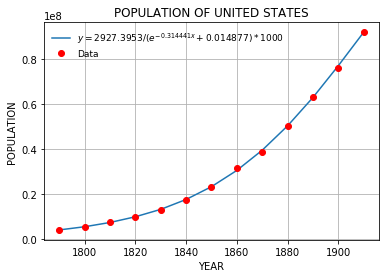 POPULATION OF UNITED STATES
1e8
y = 2927.3953/(e^{-0.314441x} + 0.014877) * 1000
Data
0.8
0.6
0.4
0.2
0.0
POPULATION
1800 1820 1840 1860 1880 1900
YEAR